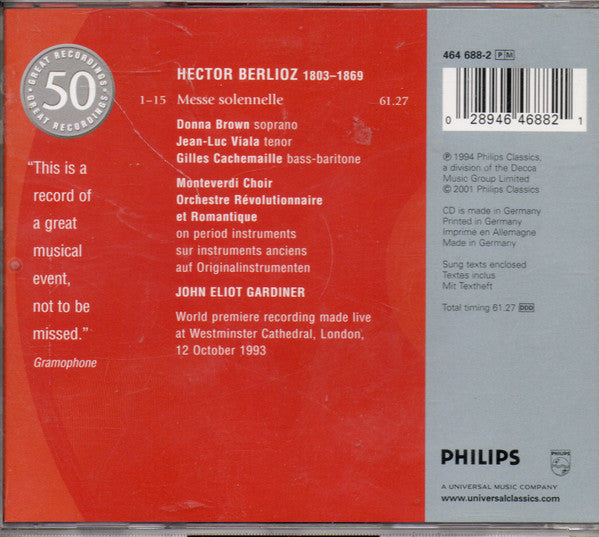 GREAT RECORDINGS
50
GREAT RECORDINGS
"This is a
record of
a great
musical
event,
not to be
missed."
Gramophone
HECTOR BERLIOZ 1803–1869
1–15 Messe solennelle 61.27
Donna Brown soprano
Jean-Luc Viala tenor
Gilles Cachemaille bass-baritone
Monteverdi Choir
Orchestre Révolutionnaire
et Romantique
on period instruments
sur instruments anciens
auf Originalinstrumenten
JOHN ELIOT GARDINER
World premiere recording made live
at Westminster Cathedral, London,
12 October 1993
464 688-2 PM
0 28946 46882 1
℗ 1994 Philips Classics,
a division of the Decca
Music Group Limited
© 2001 Philips Classics
CD is made in Germany
Printed in Germany
Imprimé en Allemagne
Made in Germany
Sung texts enclosed
Textes inclus
Mit Textheft
Total timing 61.27 DDD
PHILIPS
A UNIVERSAL MUSIC COMPANY
www.universalclassics.com